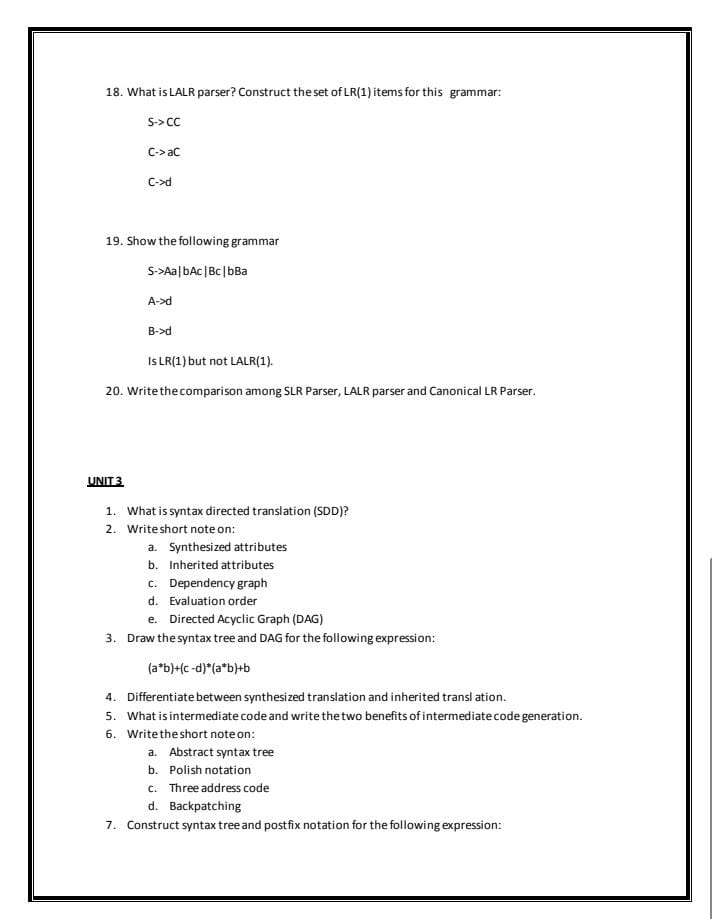 18. What is LALR parser? Construct the set of LR(1) items for this grammar:
S-> CC
C-> aC
C->d
19. Show the following grammar
S->Aa|bAc|Bc|bBa
A->d
B->d
Is LR(1) but not LALR(1).
20. Write the comparison among SLR Parser, LALR parser and Canonical LR Parser.
UNIT 3
1. What is syntax directed translation (SDD)?
2. Write short note on:
a. Synthesized attributes
b. Inherited attributes
c. Dependency graph
d. Evaluation order
e. Directed Acyclic Graph (DAG)
3. Draw the syntax tree and DAG for the following expression:
(a*b)+(c -d)*(a*b)+b
4. Differentiate between synthesized translation and inherited transl ation.
5. What is intermediate code and write the two benefits of intermediate code generation.
6. Write the short note on:
a. Abstract syntax tree
b. Polish notation
c. Three address code
d. Backpatching
7. Construct syntax tree and postfix notation for the following expression: